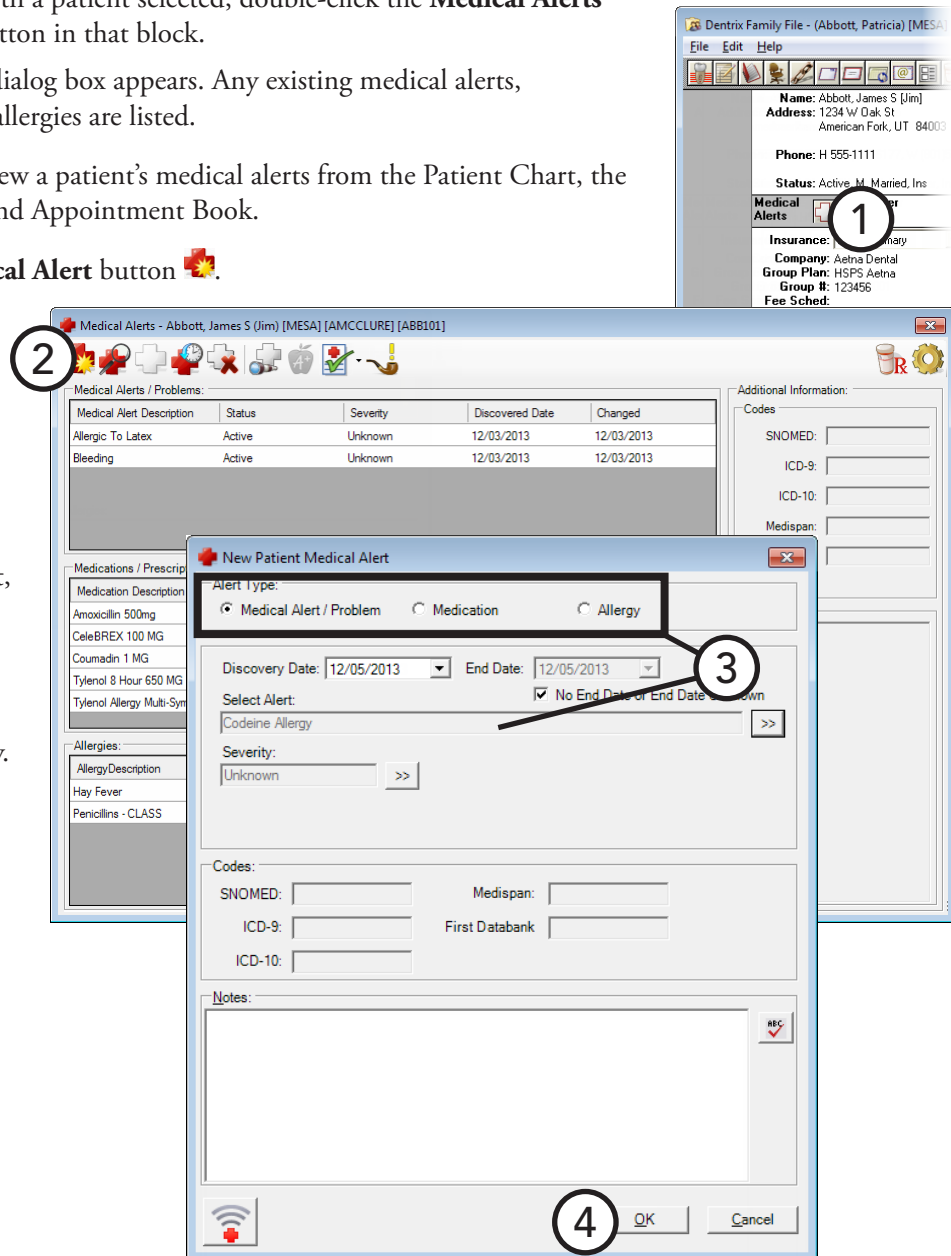 th a patient selected, double-click the Medical Alerts
tton in that block.
dialog box appears. Any existing medical alerts,
allergies are listed.
ew a patient's medical alerts from the Patient Chart, the
nd Appointment Book.
cal Alert button
Dentrix Family File - (Abbott, Patricia) [MESA]
File Edit Help
Name: Abbott, James S [Jim]
Address: 1234 W Oak St
American Fork, UT 84003
Phone: H 555-1111
Status: Active, M, Married, Ins
Medical
Alerts
1
Insurance:
Company: Aetna Dental
Group Plan: HSPS Aetna
Group #: 123456
Fee Sched:
Medical Alerts - Abbott, James S (Jim) [MESA] [AMCCLURE] [ABB101]
2
Medical Alerts / Problems:
Medical Alert Description Status Severity Discovered Date Changed
Allergic To Latex Active Unknown 12/03/2013 12/03/2013
Bleeding Active Unknown 12/03/2013 12/03/2013
Additional Information:
Codes
SNOMED:
ICD-9:
ICD-10:
Medispan:
t,
y.
Medications / Prescrip
Medication Description
Amoxicillin 500mg
CeleBREX 100 MG
Coumadin 1 MG
Tylenol 8 Hour 650 MG
Tylenol Allergy Multi-Sym
Allergies:
AllergyDescription
Hay Fever
Penicillins - CLASS
New Patient Medical Alert
Alert Type:
Medical Alert / Problem Medication Allergy
3
Discovery Date: 12/05/2013 End Date: 12/05/2013
No End Date or End Date
Select Alert:
Codeine Allergy >>
Severity:
Unknown >>
Codes:
SNOMED: Medispan:
ICD-9: First Databank
ICD-10:
Notes:
ABC
4
OK Cancel